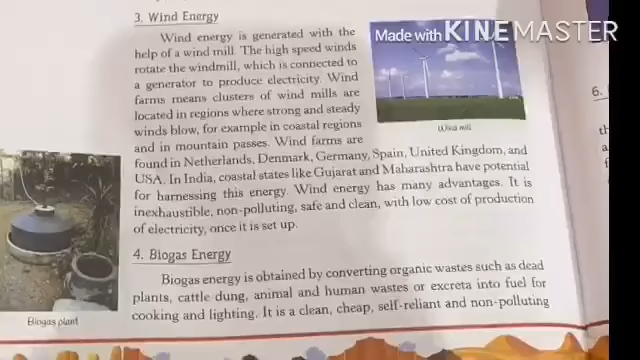 3. Wind Energy
Made with KINEMASTER
Wind energy is generated with the
help of a wind mill. The high speed winds
rotate the windmill, which is connected to
a generator to produce electricity. Wind
farms means clusters of wind mills are
located in regions where strong and steady
winds blow, for example in coastal regions
and in mountain passes. Wind farms are
Wind mill
found in Netherlands, Denmark, Germany, Spain, United Kingdom, and
USA. In India, coastal states like Gujarat and Maharashtra have potential
for harnessing this energy. Wind energy has many advantages. It is
inexhaustible, non-polluting, safe and clean, with low cost of production
of electricity, once it is set up.
4. Biogas Energy
Biogas energy is obtained by converting organic wastes such as dead
plants, cattle dung, animal and human wastes or excreta into fuel for
cooking and lighting. It is a clean, cheap, self-reliant and non-polluting
Biogas plant
6.